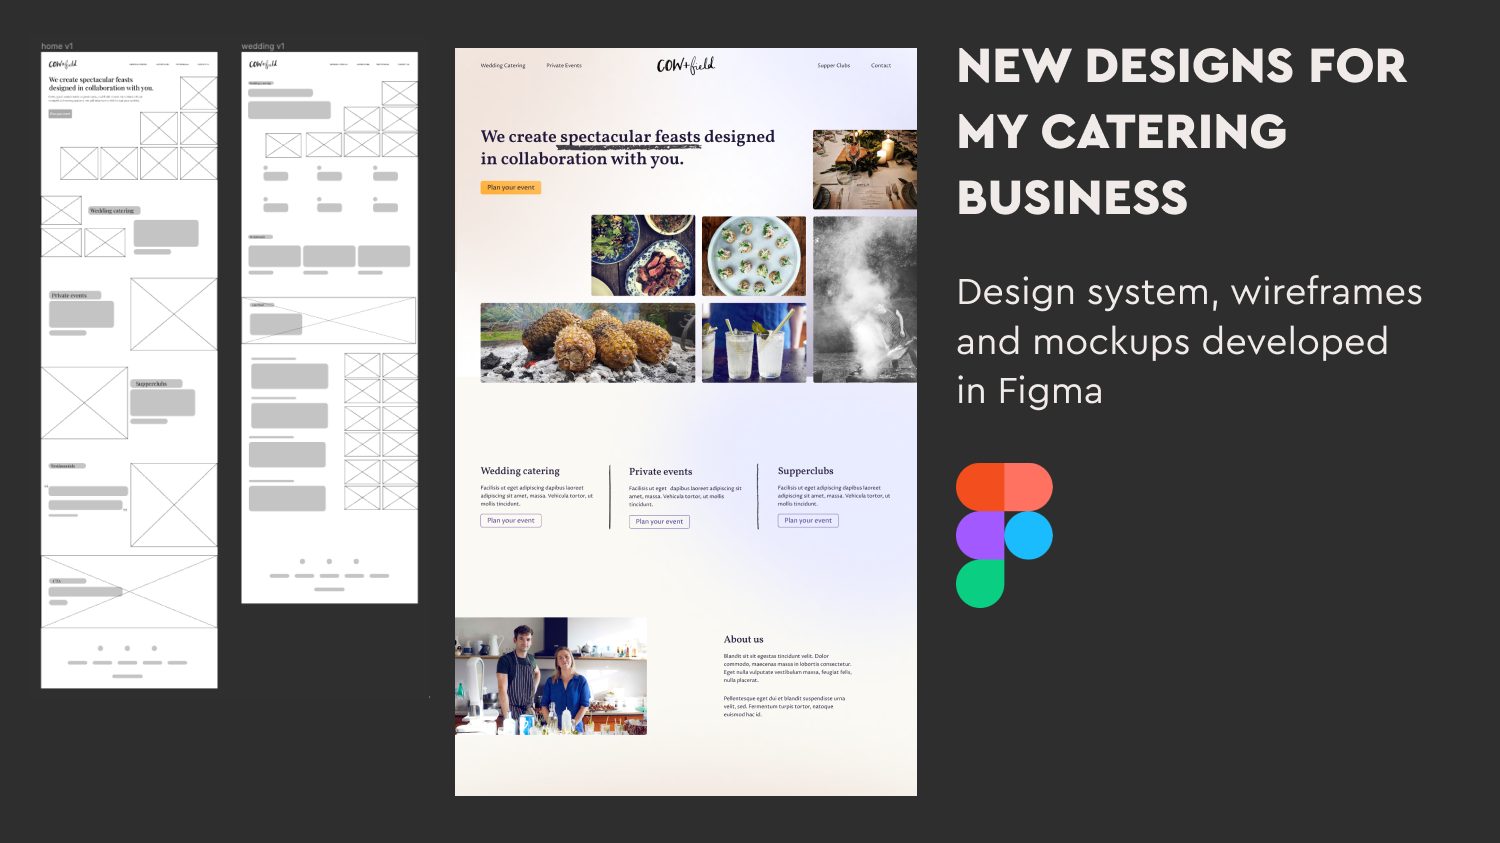 home v1
COW+field
We create spectacular feasts
designed in collaboration with you.
Plan your event
Wedding catering
Private events
Supperclubs
Testimonials
CTA
wedding v1
COW+field
Wedding Catering
Private Events
COW+field
Supper Clubs
Contact
We create spectacular feasts designed
in collaboration with you.
Plan your event
Wedding catering
Facilisis ut eget adipiscing dapibus laoreet
adipiscing sit amet, massa. Vehicula tortor, ut
mollis tincidunt.
Plan your event
Private events
Facilisis ut eget dapibus laoreet adipiscing sit
amet, massa. Vehicula tortor, ut mollis
tincidunt.
Plan your event
Supperclubs
Facilisis ut eget adipiscing dapibus laoreet
adipiscing sit amet, massa. Vehicula tortor, ut
mollis tincidunt.
Plan your event
About us
Blandit sit sit egestas tincidunt velit. Dolor
commodo, maecenas massa in lobortis consectetur.
Eget nulla vulputate vestibulum massa, feugiat felis,
nulla placerat.
Pellentesque eget dui et blandit suspendisse urna
velit, sed. Fermentum turpis tortor, natoque
euismod hac id.
NEW DESIGNS FOR
MY CATERING
BUSINESS
Design system, wireframes
and mockups developed
in Figma